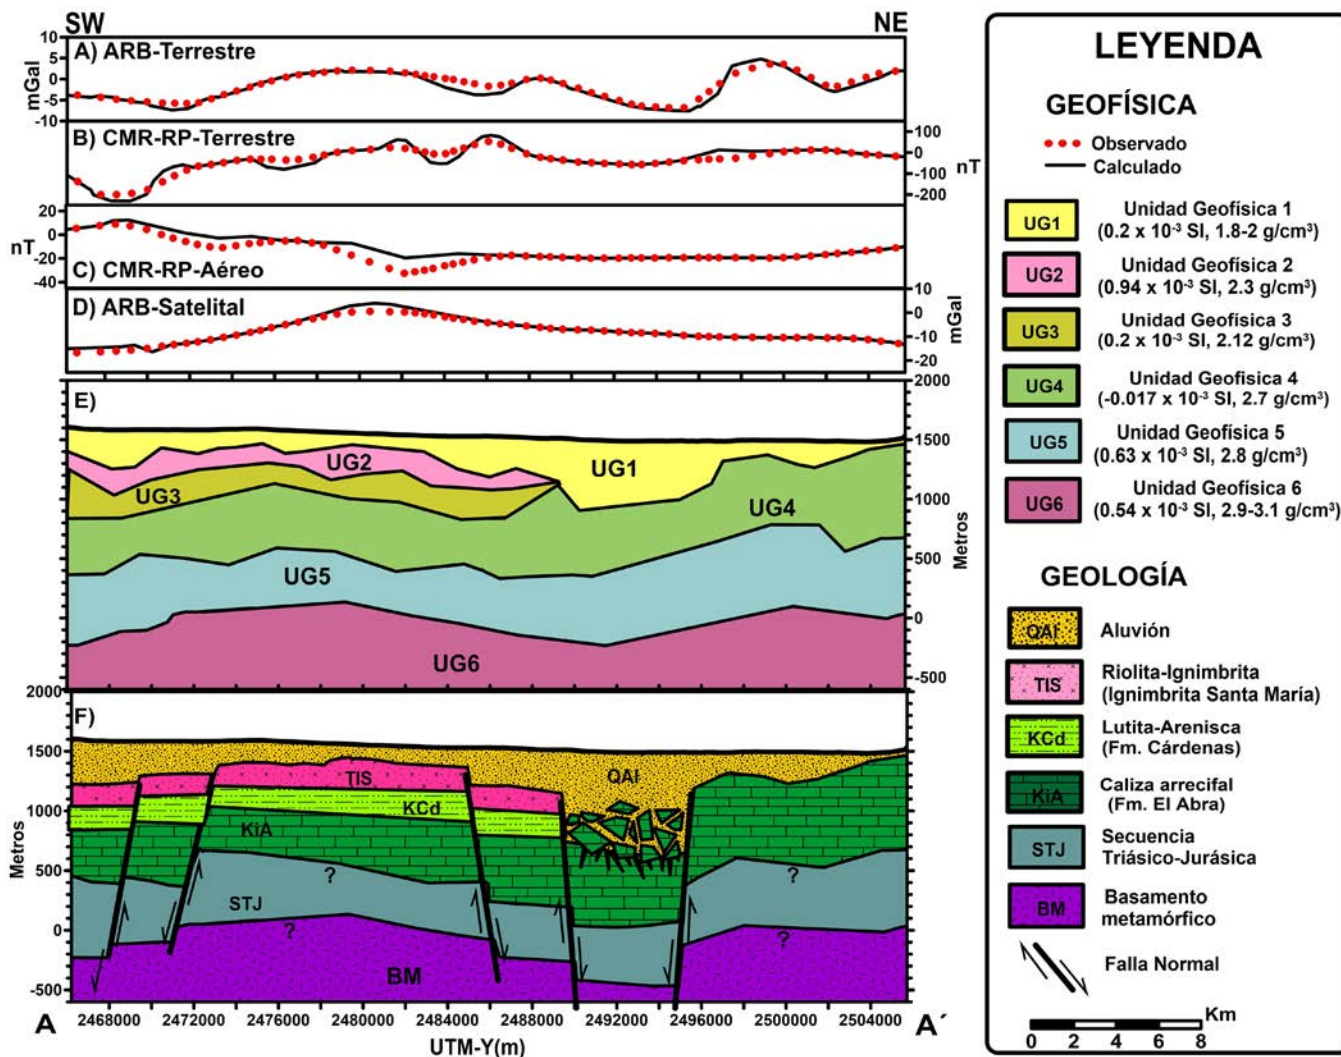 SW
NE
A) ARB-Terrestre
mGal
10
5
0
-5
-10
B) CMR-RP-Terrestre
100
0
-100
-200
nT
C) CMR-RP-Aéreo
nT
20
0
-20
-40
D) ARB-Satelital
10
0
-10
-20
mGal
E)
2000
1500
1000
500
0
-500
Metros
UG1
UG2
UG3
UG4
UG5
UG6
F)
2000
1500
1000
500
0
-500
Metros
TIS
QAl
KCd
KiA
STJ
?
?
?
?
BM
A
A´
2468000 2472000 2476000 2480000 2484000 2488000 2492000 2496000 2500000 2504000
UTM-Y(m)
LEYENDA
GEOFÍSICA
Observado
Calculado
UG1
Unidad Geofísica 1
(0.2 x 10⁻³ SI, 1.8-2 g/cm³)
UG2
Unidad Geofísica 2
(0.94 x 10⁻³ SI, 2.3 g/cm³)
UG3
Unidad Geofísica 3
(0.2 x 10⁻³ SI, 2.12 g/cm³)
UG4
Unidad Geofisica 4
(-0.017 x 10⁻³ SI, 2.7 g/cm³)
UG5
Unidad Geofísica 5
(0.63 x 10⁻³ SI, 2.8 g/cm³)
UG6
Unidad Geofísica 6
(0.54 x 10⁻³ SI, 2.9-3.1 g/cm³)
GEOLOGÍA
QAl
Aluvión
TIS
Riolita-Ignimbrita
(Ignimbrita Santa María)
KCd
Lutita-Arenisca
(Fm. Cárdenas)
KiA
Caliza arrecifal
(Fm. El Abra)
STJ
Secuencia
Triásico-Jurásica
BM
Basamento
metamórfico
Falla Normal
Km
0 2 4 6 8